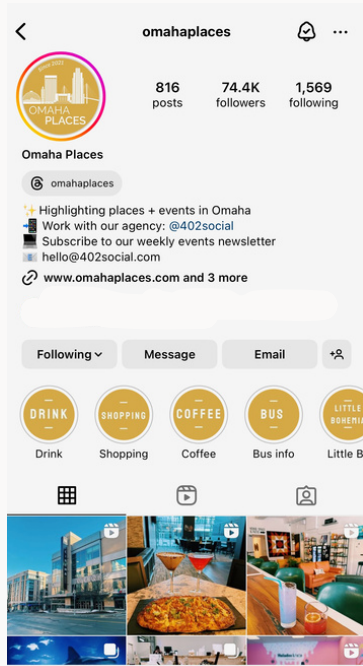 omahaplaces
Since 2021
OMAHA
PLACES
816 74.4K 1,569
posts followers following
Omaha Places
omahaplaces
Highlighting places + events in Omaha
Work with our agency: @402social
Subscribe to our weekly events newsletter
hello@402social.com
www.omahaplaces.com and 3 more
Following Message Email
DRINK SHOPPING COFFEE BUS LITTLE
BOHEMIA
Drink Shopping Coffee Bus info Little B